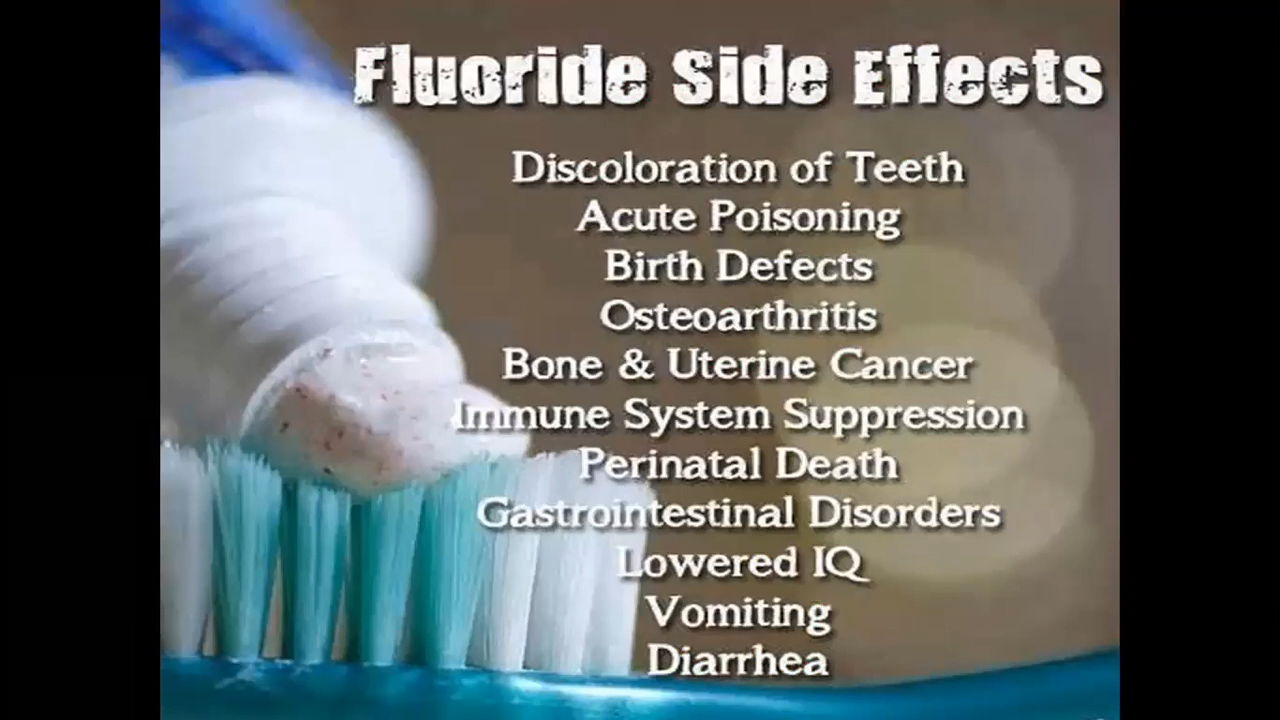 Fluoride Side Effects
Discoloration of Teeth
Acute Poisoning
Birth Defects
Osteoarthritis
Bone & Uterine Cancer
Immune System Suppression
Perinatal Death
Gastrointestinal Disorders
Lowered IQ
Vomiting
Diarrhea